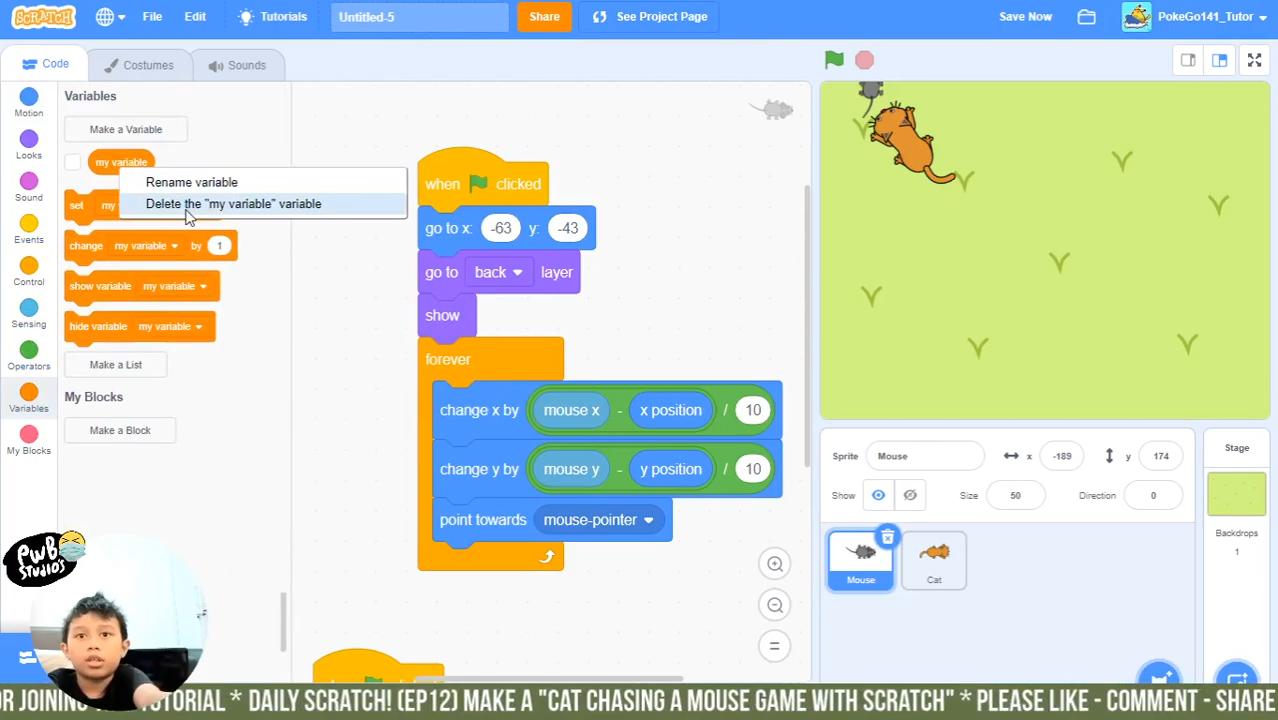 SCRATCH
File
Edit
Tutorials
Untitled-5
Share
See Project Page
Save Now
PokeGo141_Tutor
Code
Costumes
Sounds
Motion
Looks
Sound
Events
Control
Sensing
Operators
Variables
My Blocks
Variables
Make a Variable
my variable
Rename variable
Delete the "my variable" variable
set my
change my variable by 1
show variable my variable
hide variable my variable
Make a List
My Blocks
Make a Block
when clicked
go to x: -63 y: -43
go to back layer
show
forever
change x by mouse x - x position / 10
change y by mouse y - y position / 10
point towards mouse-pointer
Sprite Mouse x -189 y 174
Show Size 50 Direction 0
Mouse
Cat
Stage
Backdrops
1
PWB
STUDIO'S
OR JOINING TUTORIAL * DAILY SCRATCH! (EP12) MAKE A "CAT CHASING A MOUSE GAME WITH SCRATCH" * PLEASE LIKE - COMMENT - SHARE